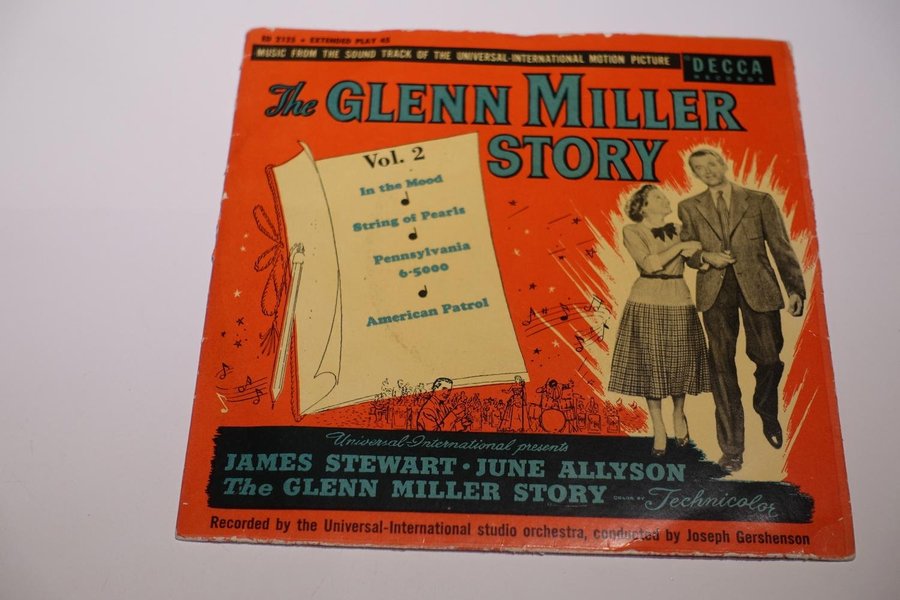 ED 2125 • EXTENDED PLAY 45
MUSIC FROM THE SOUND TRACK OF THE UNIVERSAL-INTERNATIONAL MOTION PICTURE
DECCA
RECORDS
The GLENN MILLER
STORY
Vol. 2
In the Mood
String of Pearls
Pennsylvania
6-5000
American Patrol
Universal-International presents
JAMES STEWART • JUNE ALLYSON
The GLENN MILLER STORY COLOR BY Technicolor
Recorded by the Universal-International studio orchestra, conducted by Joseph Gershenson